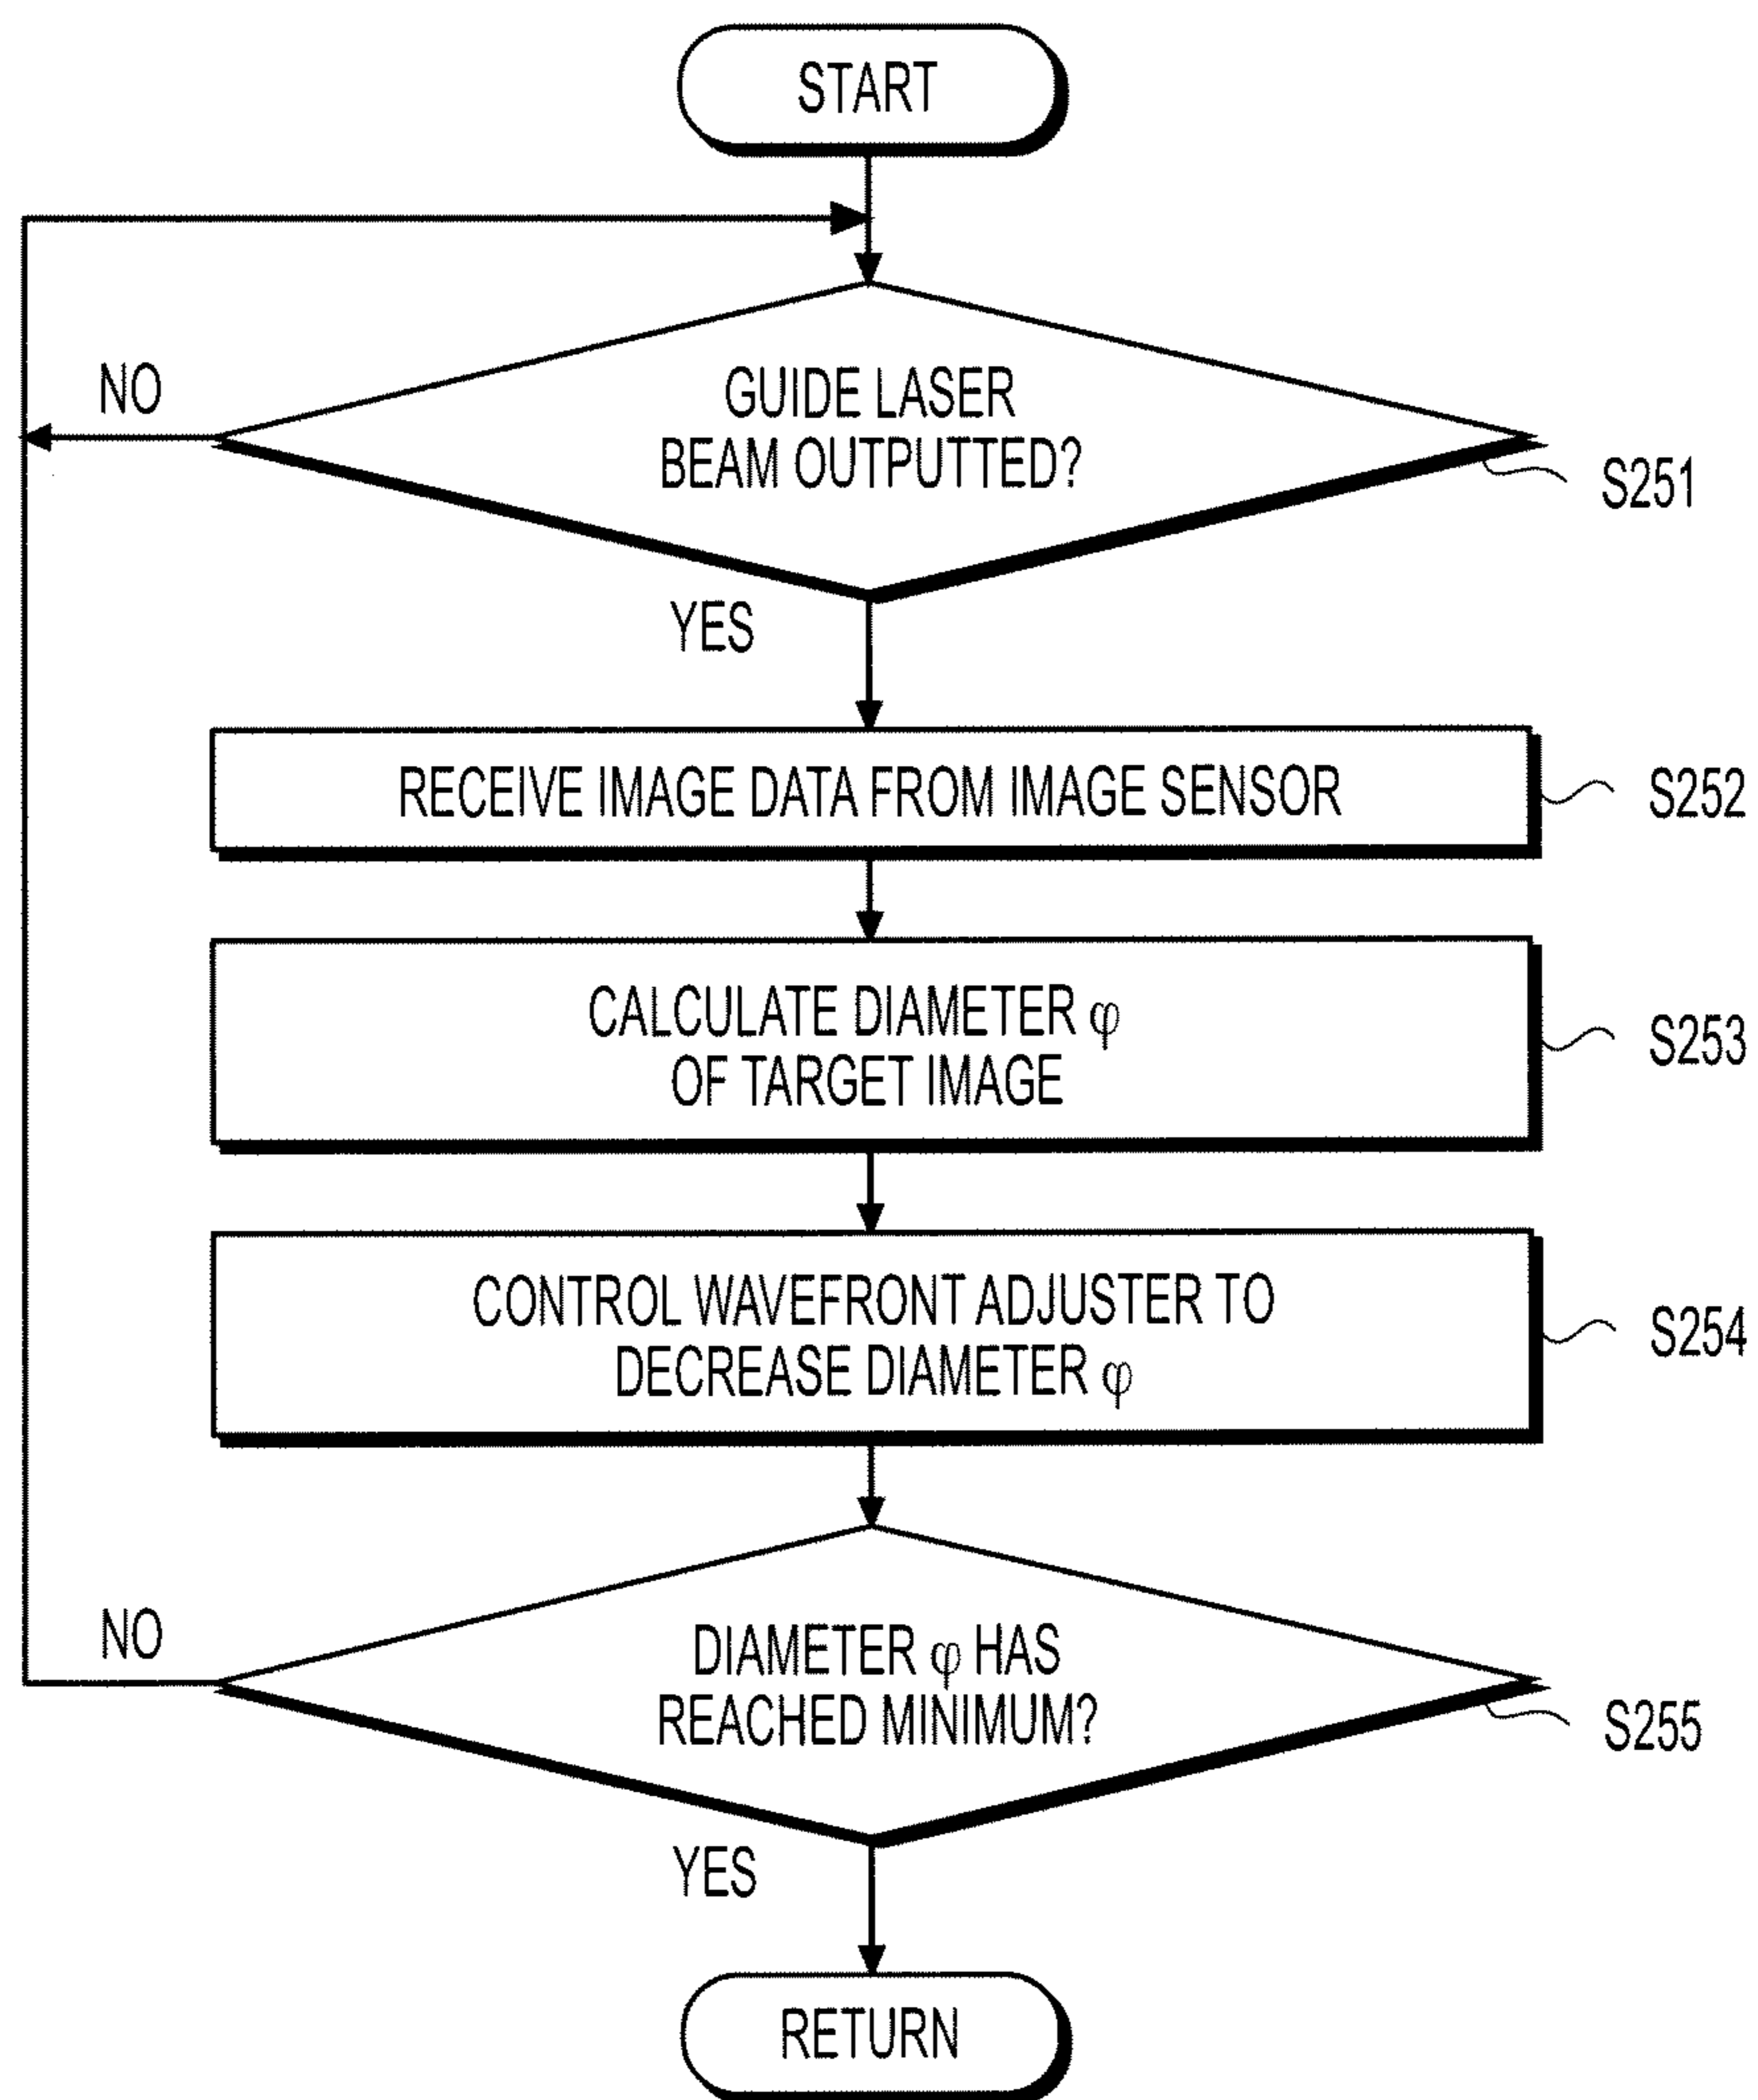 START
NO
GUIDE LASER
BEAM OUTPUTTED?
S251
YES
RECEIVE IMAGE DATA FROM IMAGE SENSOR
S252
CALCULATE DIAMETER φ
OF TARGET IMAGE
S253
CONTROL WAVEFRONT ADJUSTER TO
DECREASE DIAMETER φ
S254
NO
DIAMETER φ HAS
REACHED MINIMUM?
S255
YES
RETURN